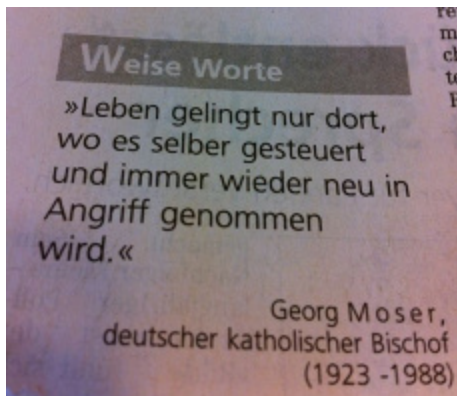 Weise Worte
»Leben gelingt nur dort,
wo es selber gesteuert
und immer wieder neu in
Angriff genommen
wird.«
Georg Moser,
deutscher katholischer Bischof
(1923 -1988)